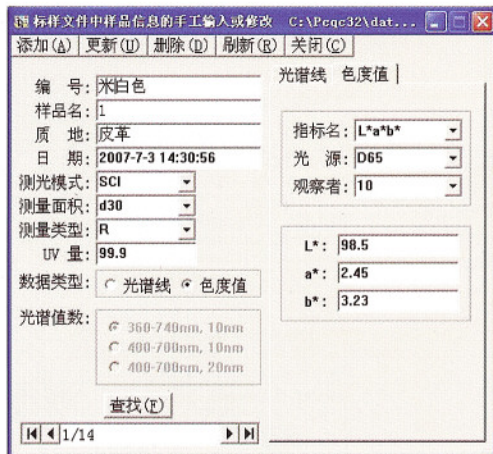 标样文件中样品信息的手工输入或修改 C:\Pcqc32\dat...
添加(A) 更新(U) 删除(D) 刷新(R) 关闭(C)
编 号: 米白色
样品名: 1
质 地: 皮革
日 期: 2007-7-3 14:30:56
测光模式: SCI
测量面积: d30
测量类型: R
UV 量: 99.9
数据类型: 光谱线 色度值
光谱值数: 360-740nm, 10nm
400-700nm, 10nm
400-700nm, 20nm
查找(F)
1/14
光谱线 色度值
指标名: L*a*b*
光 源: D65
观察者: 10
L*: 98.5
a*: 2.45
b*: 3.23